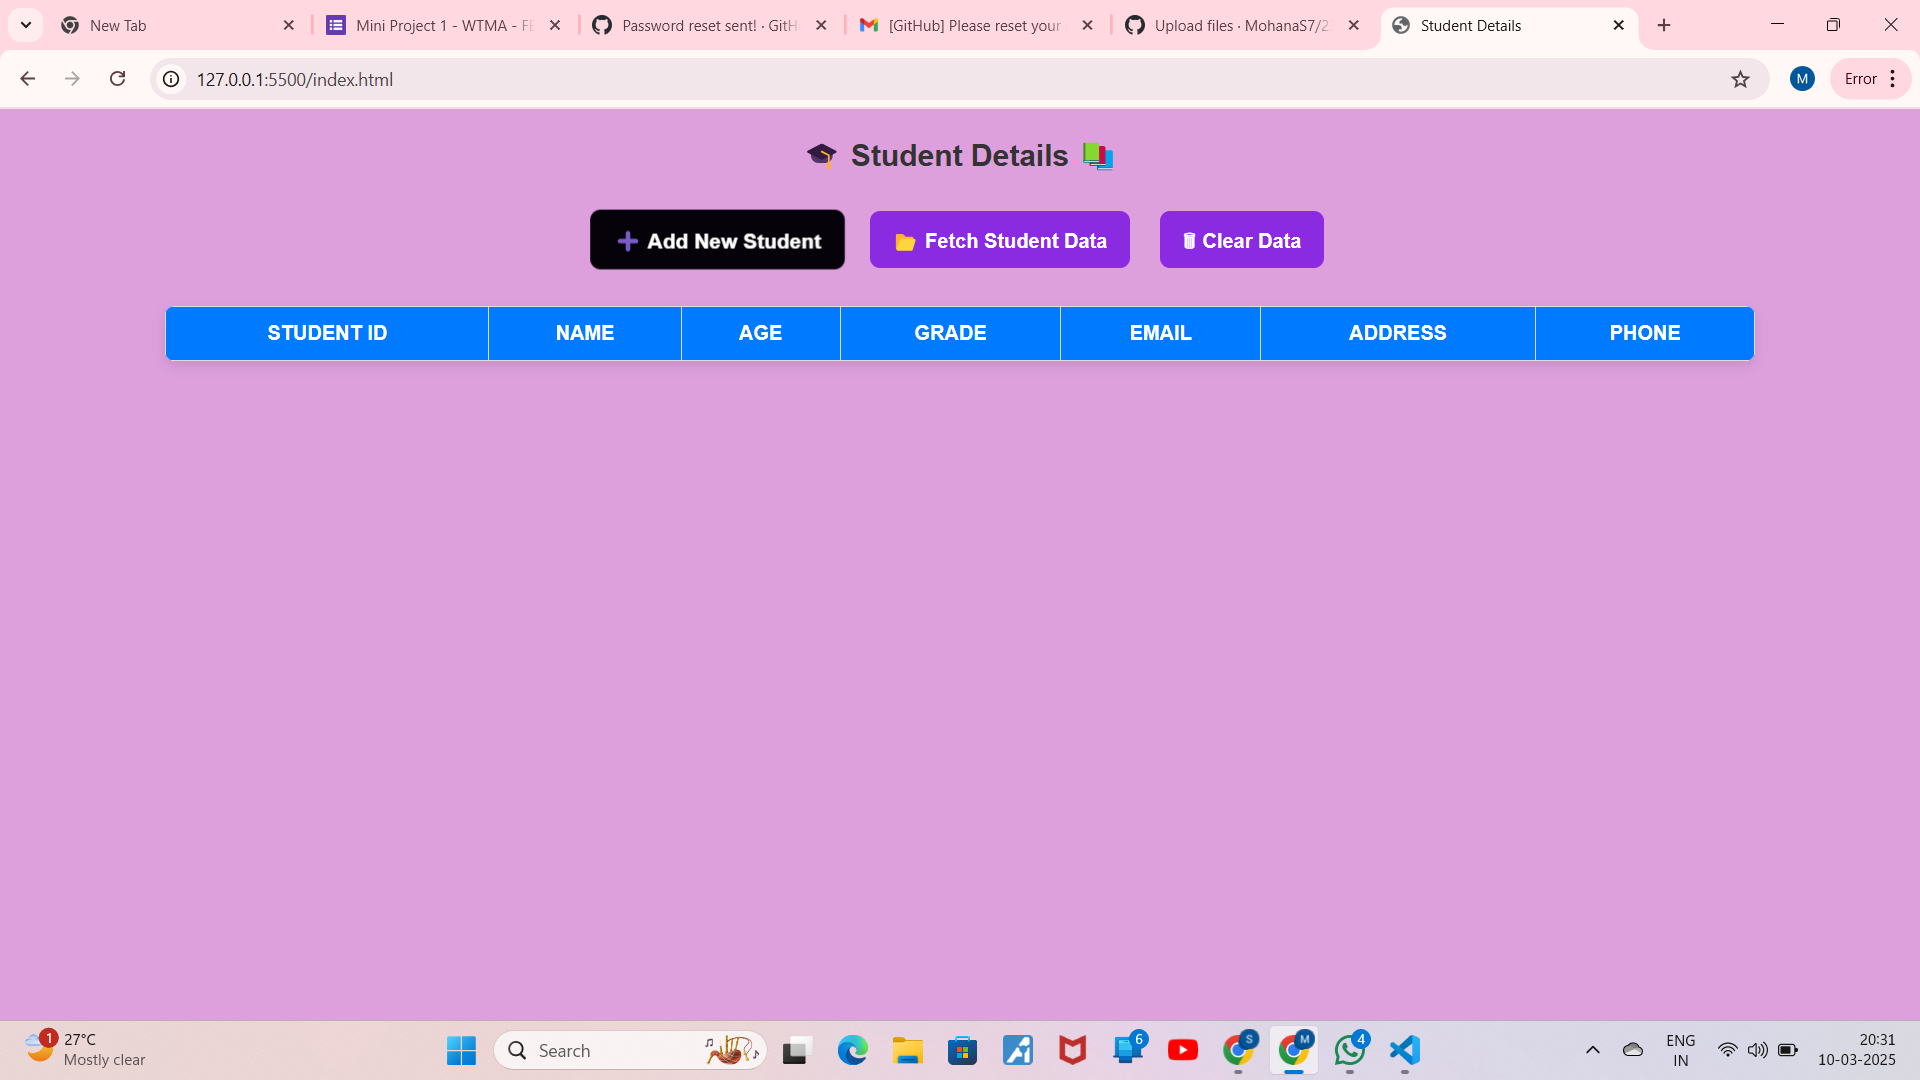 New Tab
Mini Project 1 - WTMA - FE
Password reset sent! · GitH
[GitHub] Please reset your
Upload files · MohanaS7/2
Student Details
127.0.0.1:5500/index.html
M
Error
Student Details
Add New Student
Fetch Student Data
Clear Data
STUDENT ID NAME AGE GRADE EMAIL ADDRESS PHONE
1
27°C
Mostly clear
Search
6
S
M
4
ENG
IN
20:31
10-03-2025